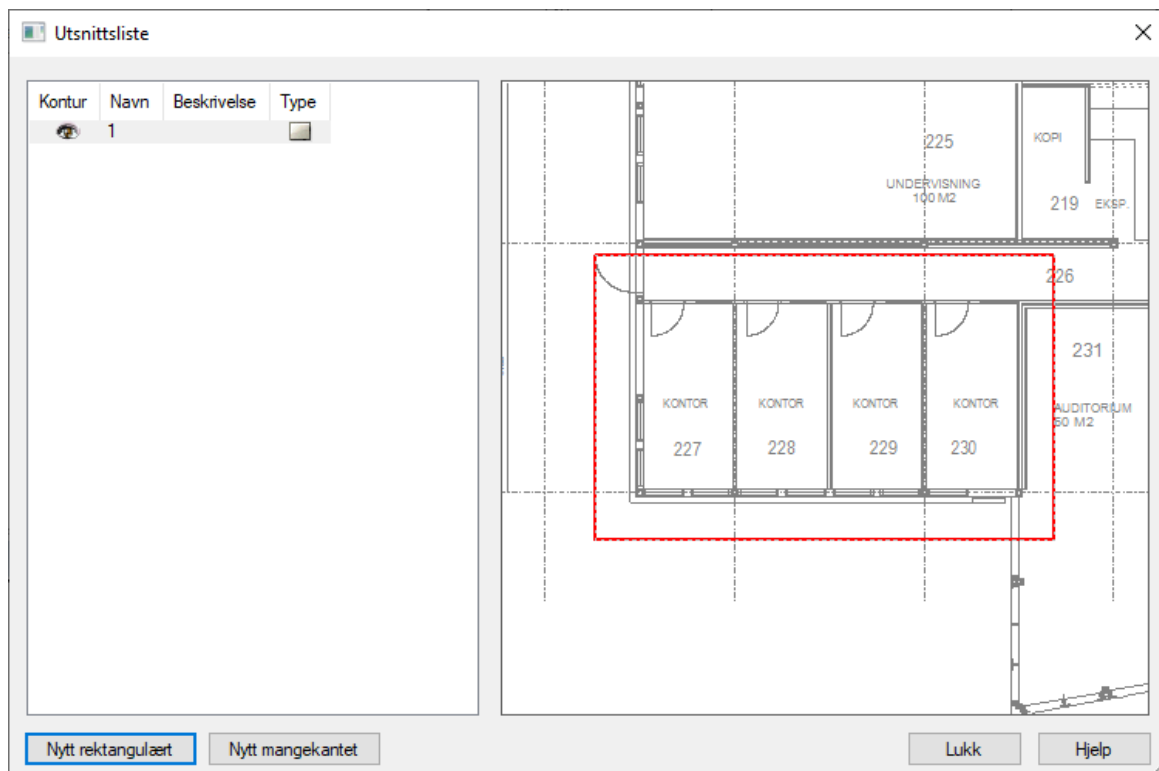 Utsnittsliste
Kontur Navn Beskrivelse Type
1
225
UNDERVISNING
100 M2
KOPI
219 EKSP.
226
231
AUDITORIUM
60 M2
KONTOR KONTOR KONTOR KONTOR
227 228 229 230
Nytt rektangulært Nytt mangekantet Lukk Hjelp